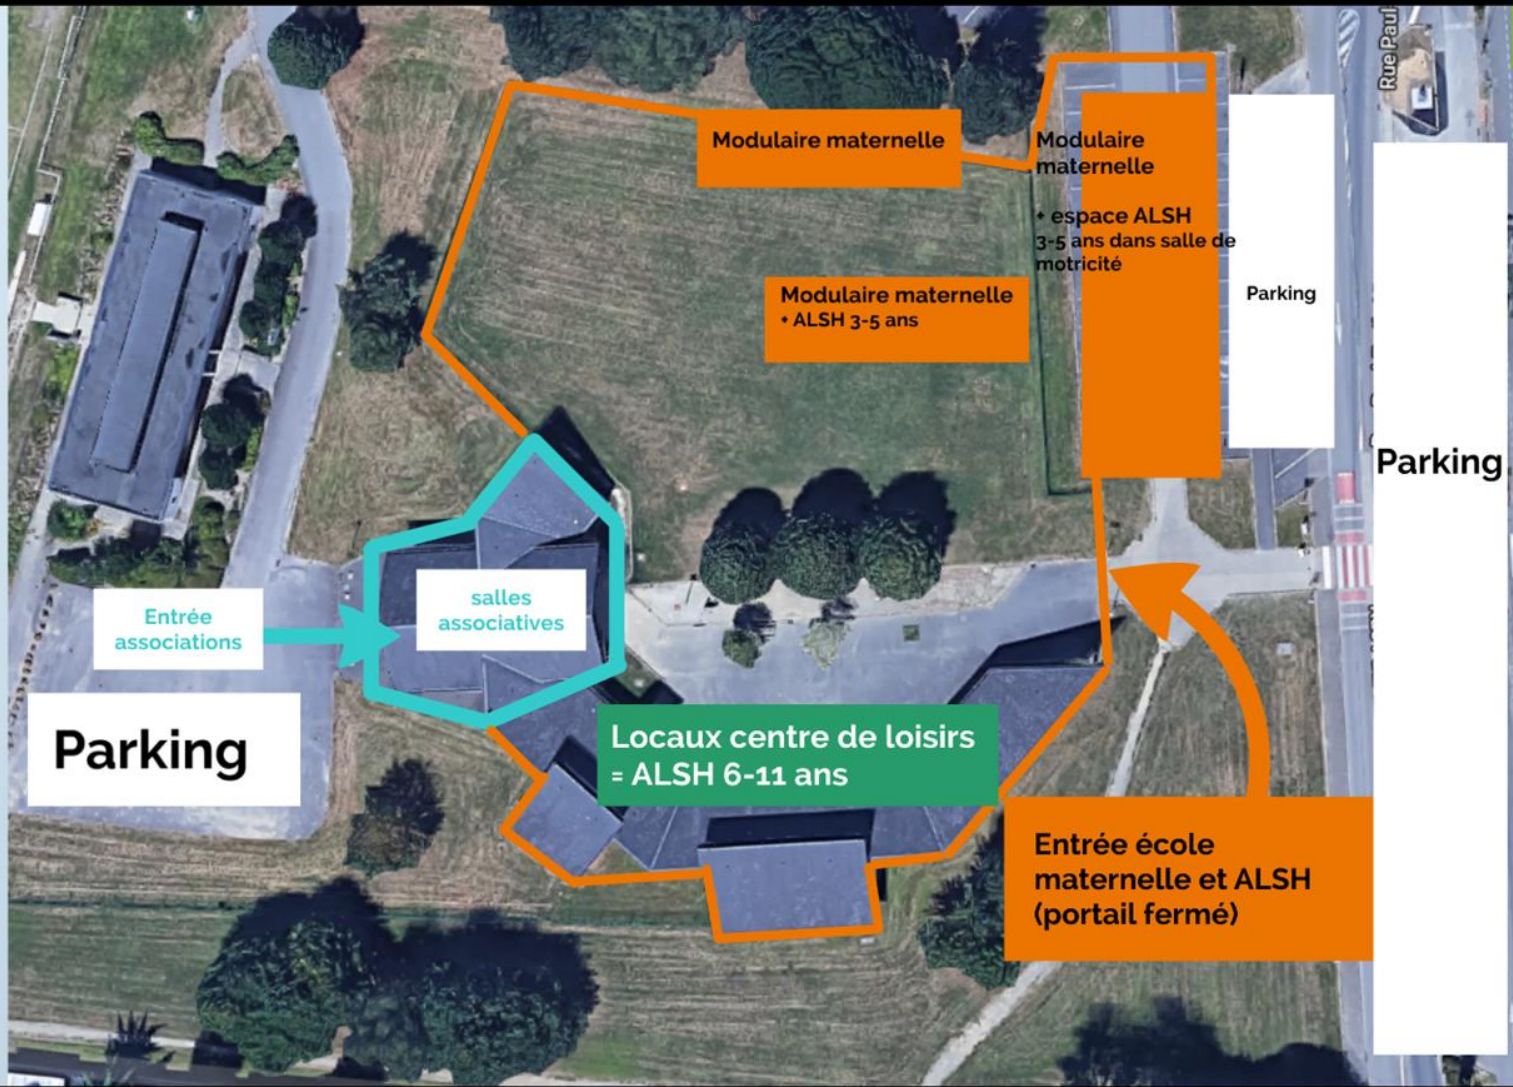 Rue Paul
Modulaire maternelle
Modulaire
maternelle
+ espace ALSH
3-5 ans dans salle de
motricité
Parking
Modulaire maternelle
+ ALSH 3-5 ans
Parking
Entrée
associations
salles
associatives
Parking
Locaux centre de loisirs
= ALSH 6-11 ans
Entrée école
maternelle et ALSH
(portail fermé)